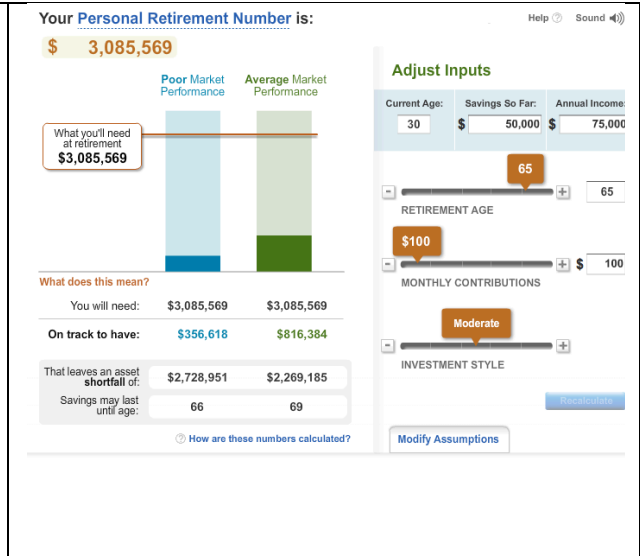 Your Personal Retirement Number is:
Help ? Sound
$ 3,085,569
Poor Market
Performance
Average Market
Performance
What you'll need
at retirement
$3,085,569
What does this mean?
You will need: $3,085,569 $3,085,569
On track to have: $356,618 $816,384
That leaves an asset
shortfall of: $2,728,951 $2,269,185
Savings may last
until age: 66 69
? How are these numbers calculated?
Adjust Inputs
Current Age: Savings So Far: Annual Income:
30 $ 50,000 $ 75,000
65
- + 65
RETIREMENT AGE
$100
- + $ 100
MONTHLY CONTRIBUTIONS
Moderate
- +
INVESTMENT STYLE
Recalculate
Modify Assumptions